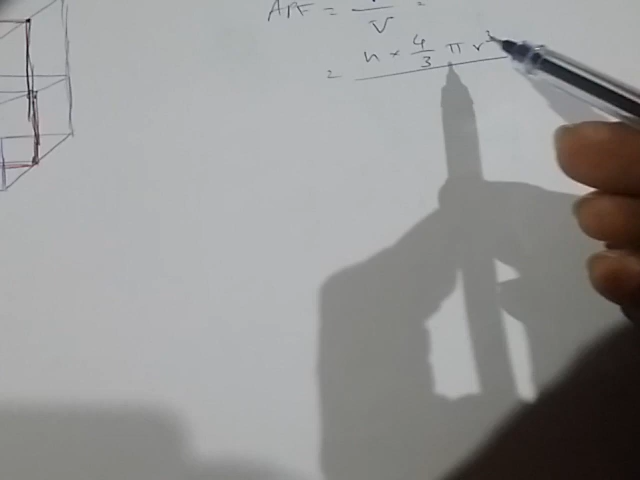 APF = — =
V
= n × 4/3 π r³